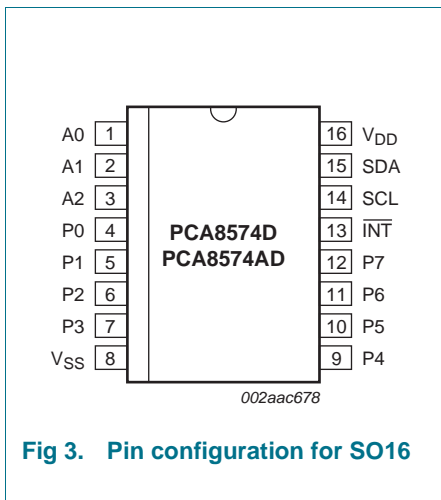 A0 1 16 VDD
A1 2 15 SDA
A2 3 14 SCL
P0 4 13 INT
P1 5 PCA8574D 12 P7
PCA8574AD
P2 6 11 P6
P3 7 10 P5
VSS 8 9 P4
002aac678
Fig 3. Pin configuration for SO16